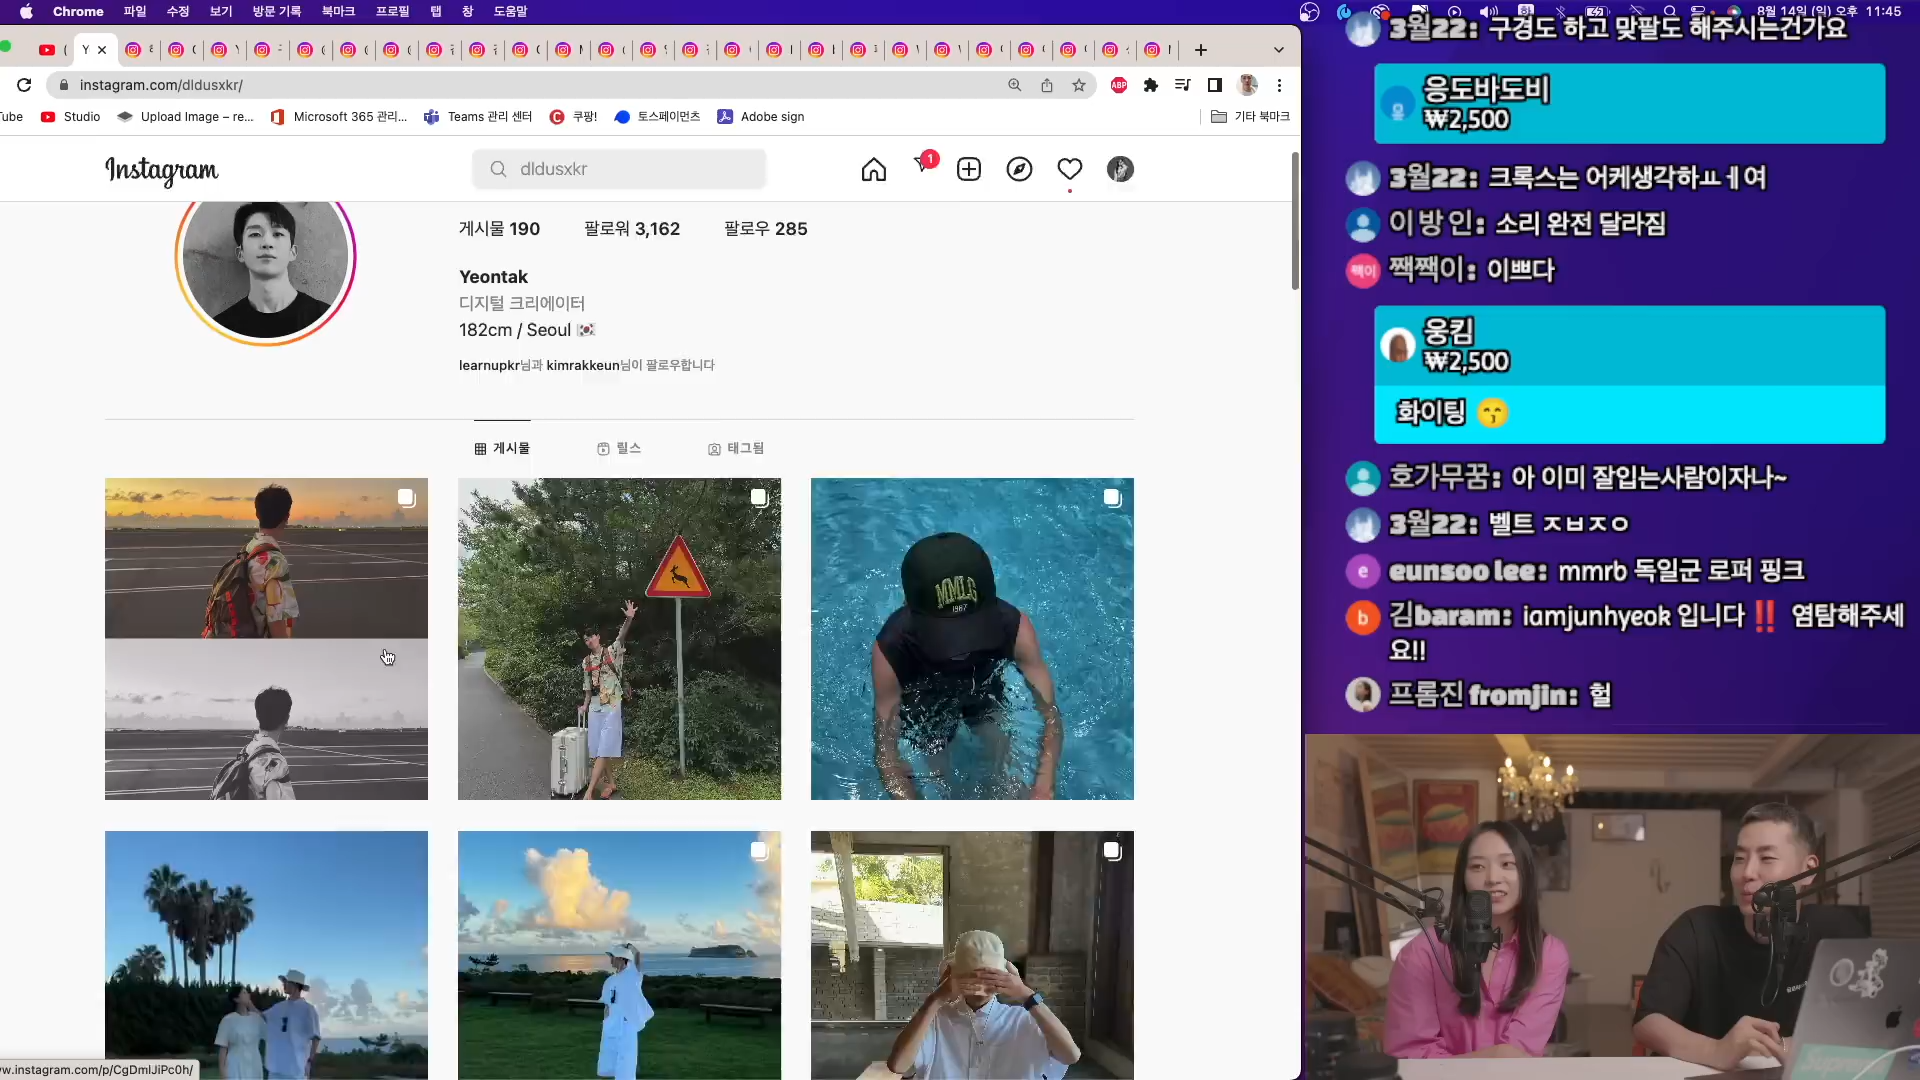 Chrome 파일 수정 보기 방문 기록 북마크 프로필 탭 창 도움말
8월 14일 (일) 오후 11:45
instagram.com/dldusxkr/
ABP
Studio
Upload Image – re...
Microsoft 365 관리...
Teams 관리 센터
쿠팡!
토스페이먼츠
Adobe sign
기타 북마크
Instagram
dldusxkr
1
게시물 190 팔로워 3,162 팔로우 285
Yeontak
디지털 크리에이터
182cm / Seoul 🇰🇷
learnupkr님과 kimrakkeun님이 팔로우합니다
게시물 릴스 태그됨
MMLG
1987
w.instagram.com/p/CgDmlJiPc0h/
3월22: 구경도 하고 맞팔도 해주시는건가요
응도바도비
₩2,500
3월22: 크록스는 어케생각하ㅛㅔ여
이 방 인: 소리 완전 달라짐
짹이
짹짹이: 이쁘다
웅킴
₩2,500
화이팅 😙
호가무꿈: 아 이미 잘입는사람이자나~
3월22: 벨트 ㅈㅂㅈㅇ
e
eunsoo lee: mmrb 독일군 로퍼 핑크
b
김baram: iamjunhyeok 입니다‼️ 염탐해주세
요!!
프롬진 fromjin: 헐
Supreme